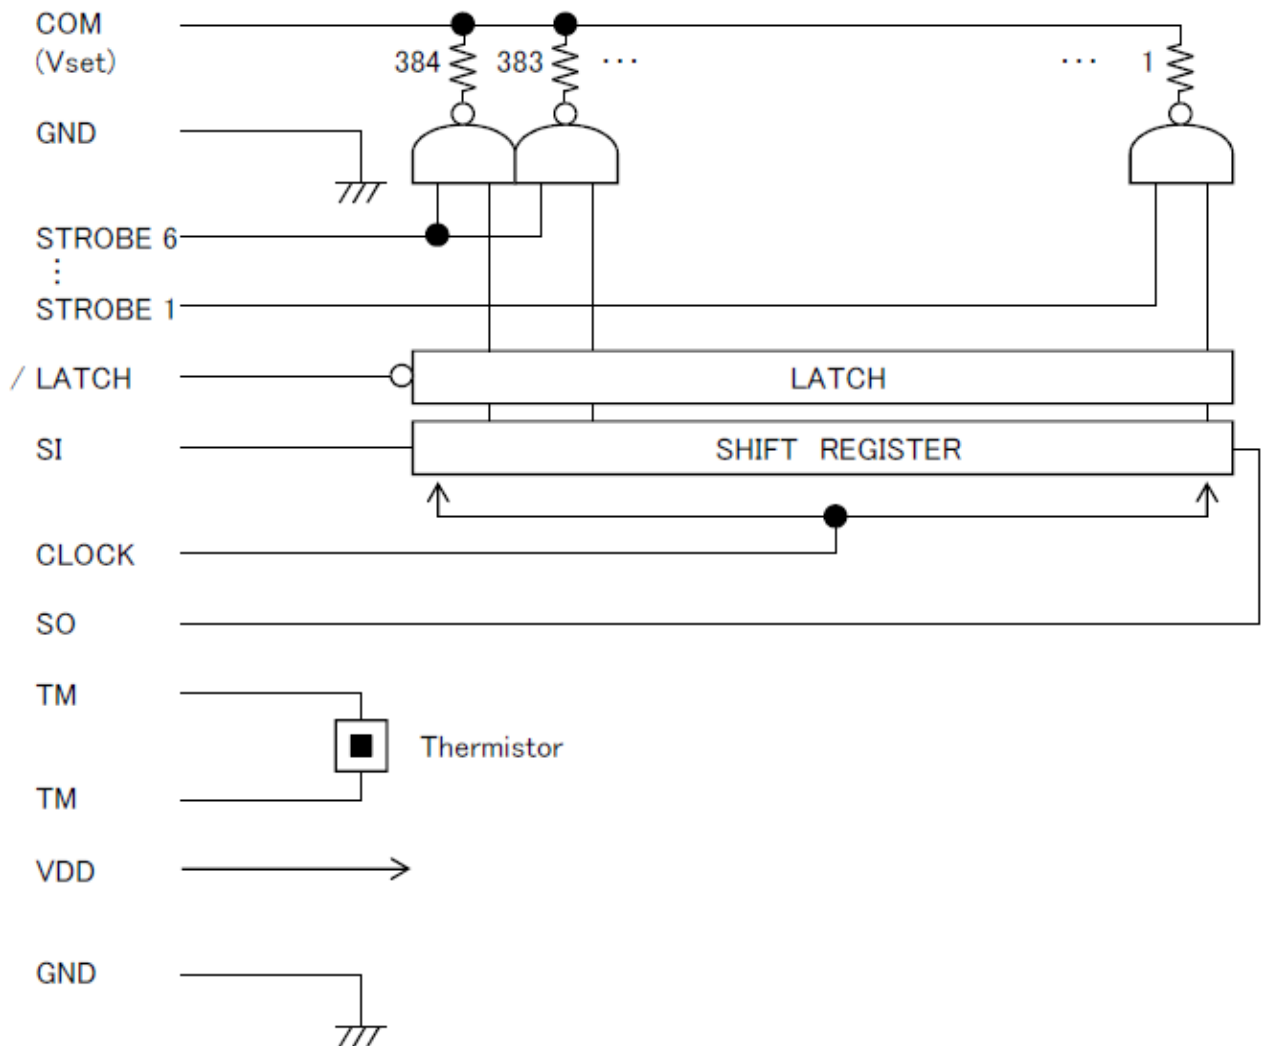 COM
(Vset)
384 383 ··· ··· 1
GND
STROBE 6
⋮
STROBE 1
/ LATCH
LATCH
SI
SHIFT REGISTER
CLOCK
SO
TM
Thermistor
TM
VDD
GND